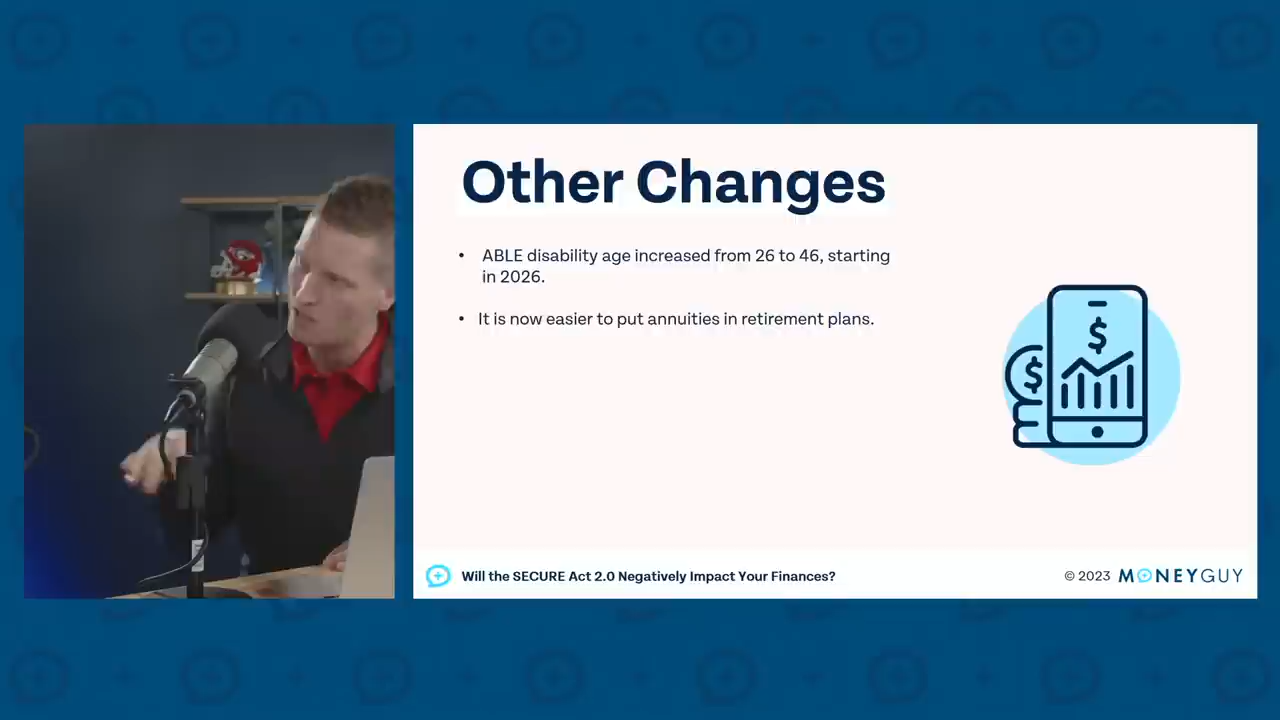 Other Changes
• ABLE disability age increased from 26 to 46, starting
in 2026.
• It is now easier to put annuities in retirement plans.
$
$
Will the SECURE Act 2.0 Negatively Impact Your Finances?
© 2023 MONEYGUY